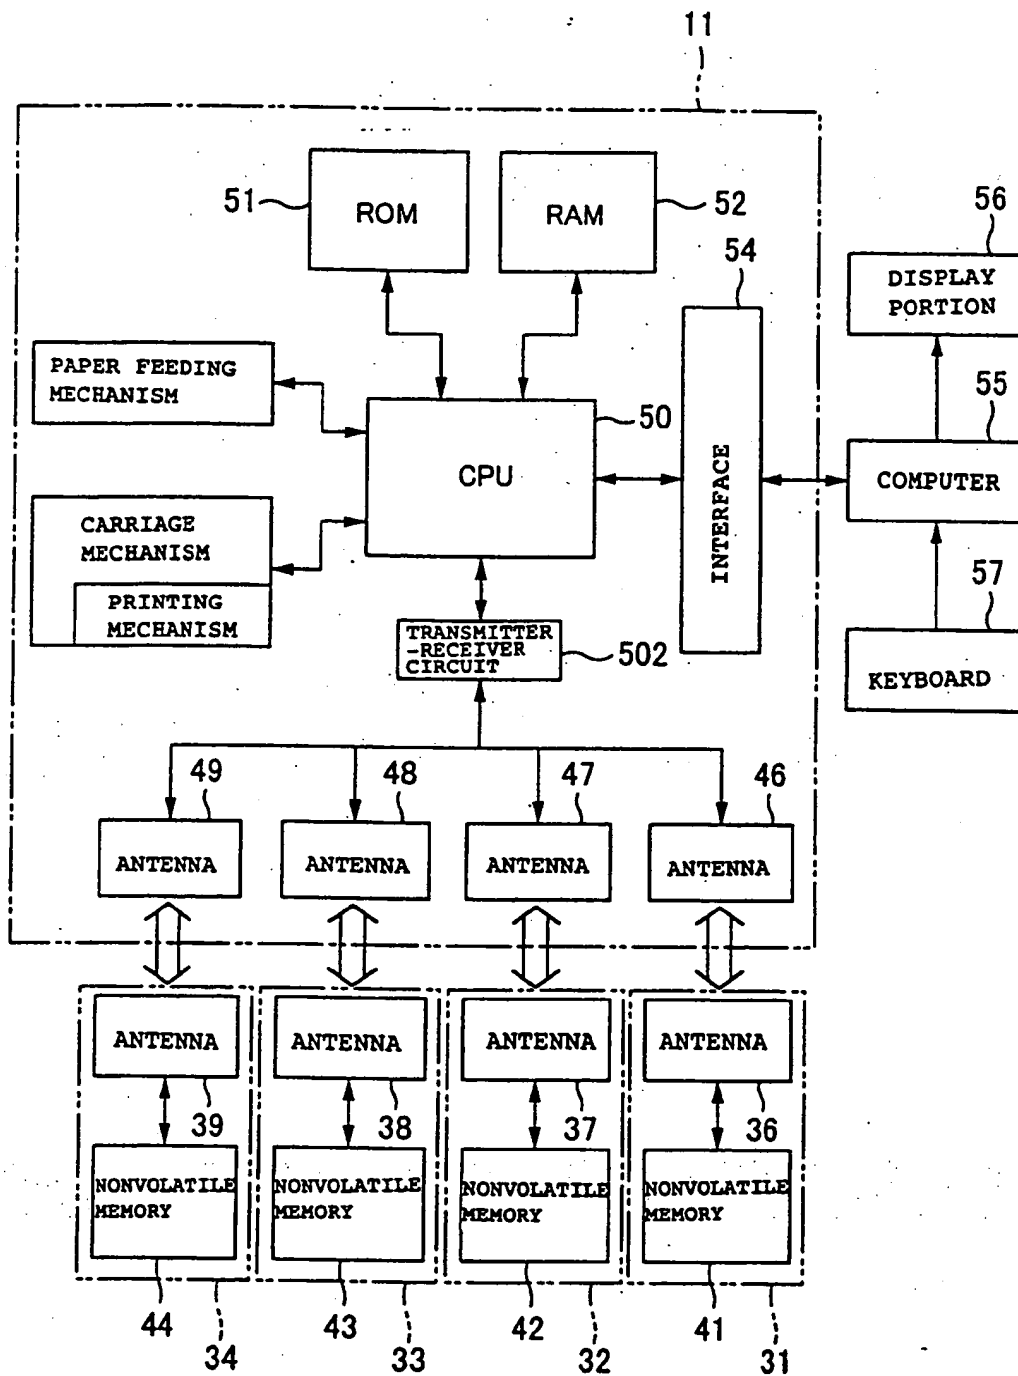 11
51
ROM
RAM
52
54
56
DISPLAY
PORTION
PAPER FEEDING
MECHANISM
50
55
CPU
INTERFACE
COMPUTER
CARRIAGE
MECHANISM
PRINTING
MECHANISM
57
TRANSMITTER
-RECEIVER
CIRCUIT
502
KEYBOARD
49
48
47
46
ANTENNA
ANTENNA
ANTENNA
ANTENNA
ANTENNA
ANTENNA
ANTENNA
ANTENNA
39
38
37
36
NONVOLATILE
MEMORY
NONVOLATILE
MEMORY
NONVOLATILE
MEMORY
NONVOLATILE
MEMORY
44
34
43
33
42
32
41
31